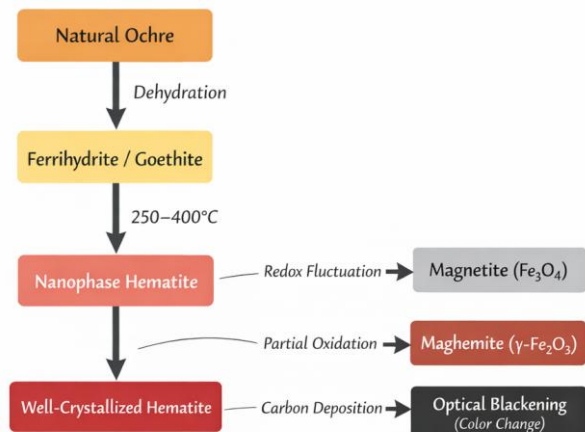 Natural Ochre
Dehydration
Ferrihydrite / Goethite
250–400°C
Nanophase Hematite
Redox Fluctuation
Magnetite (Fe₃O₄)
Partial Oxidation
Maghemite (γ-Fe₂O₃)
Well-Crystallized Hematite
Carbon Deposition
Optical Blackening
(Color Change)